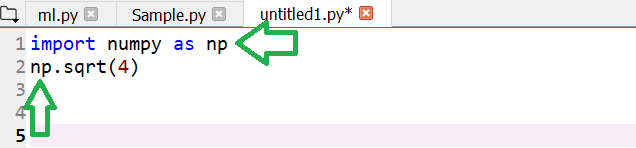 ml.py Sample.py untitled1.py*
1 import numpy as np
2 np.sqrt(4)
3
4
5